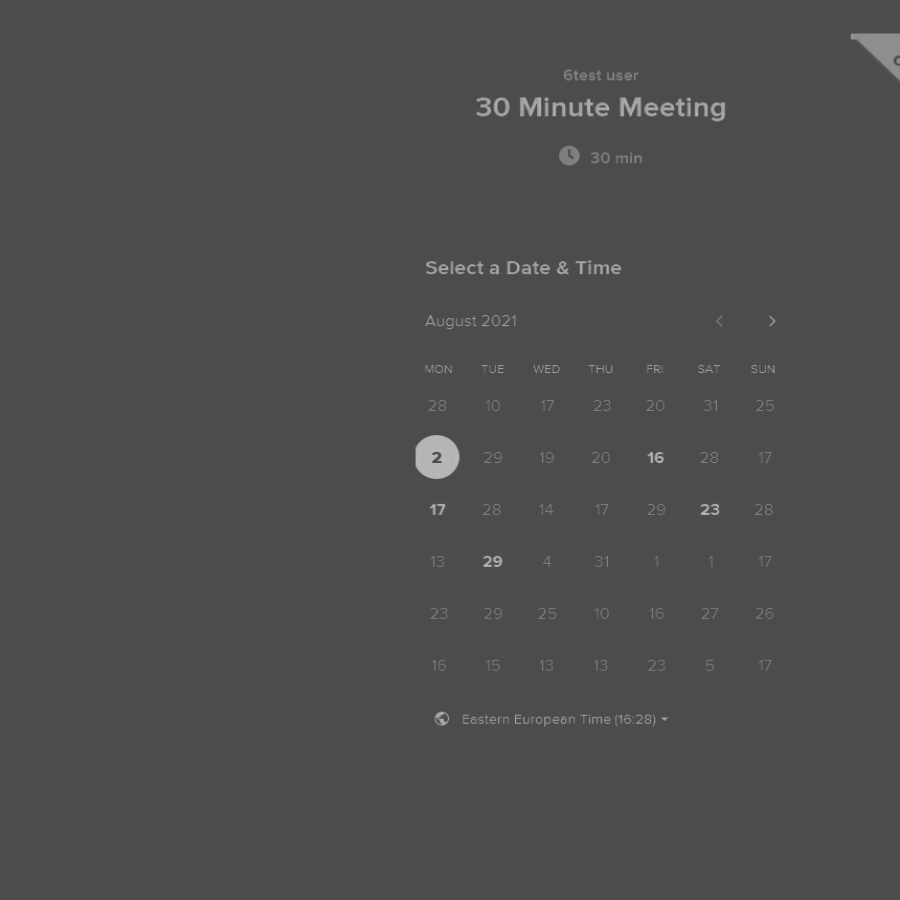 6test user
30 Minute Meeting
30 min
Select a Date & Time
August 2021
MON TUE WED THU FRI SAT SUN
28 10 17 23 20 31 25
2 29 19 20 16 28 17
17 28 14 17 29 23 28
13 29 4 31 1 1 17
23 29 25 10 16 27 26
16 15 13 13 23 5 17
Eastern European Time (16:28)